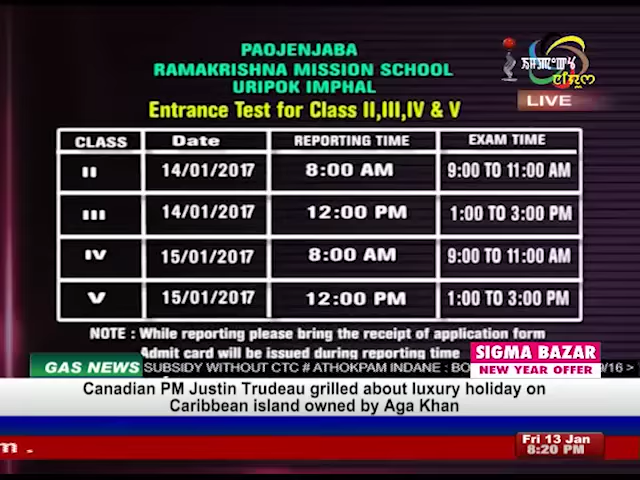 PAOJENJABA
RAMAKRISHNA MISSION SCHOOL
URIPOK IMPHAL
Entrance Test for Class II,III,IV & V
LIVE
CLASS Date REPORTING TIME EXAM TIME
II 14/01/2017 8:00 AM 9:00 TO 11:00 AM
III 14/01/2017 12:00 PM 1:00 TO 3:00 PM
IV 15/01/2017 8:00 AM 9:00 TO 11:00 AM
V 15/01/2017 12:00 PM 1:00 TO 3:00 PM
NOTE : While reporting please bring the receipt of application form
Admit card will be issued during reporting time
SIGMA BAZAR
NEW YEAR OFFER
GAS NEWS SUBSIDY WITHOUT CTC # ATHOKPAM INDANE : BO 9/16 >
Canadian PM Justin Trudeau grilled about luxury holiday on
Caribbean island owned by Aga Khan
m .
Fri 13 Jan
8:20 PM